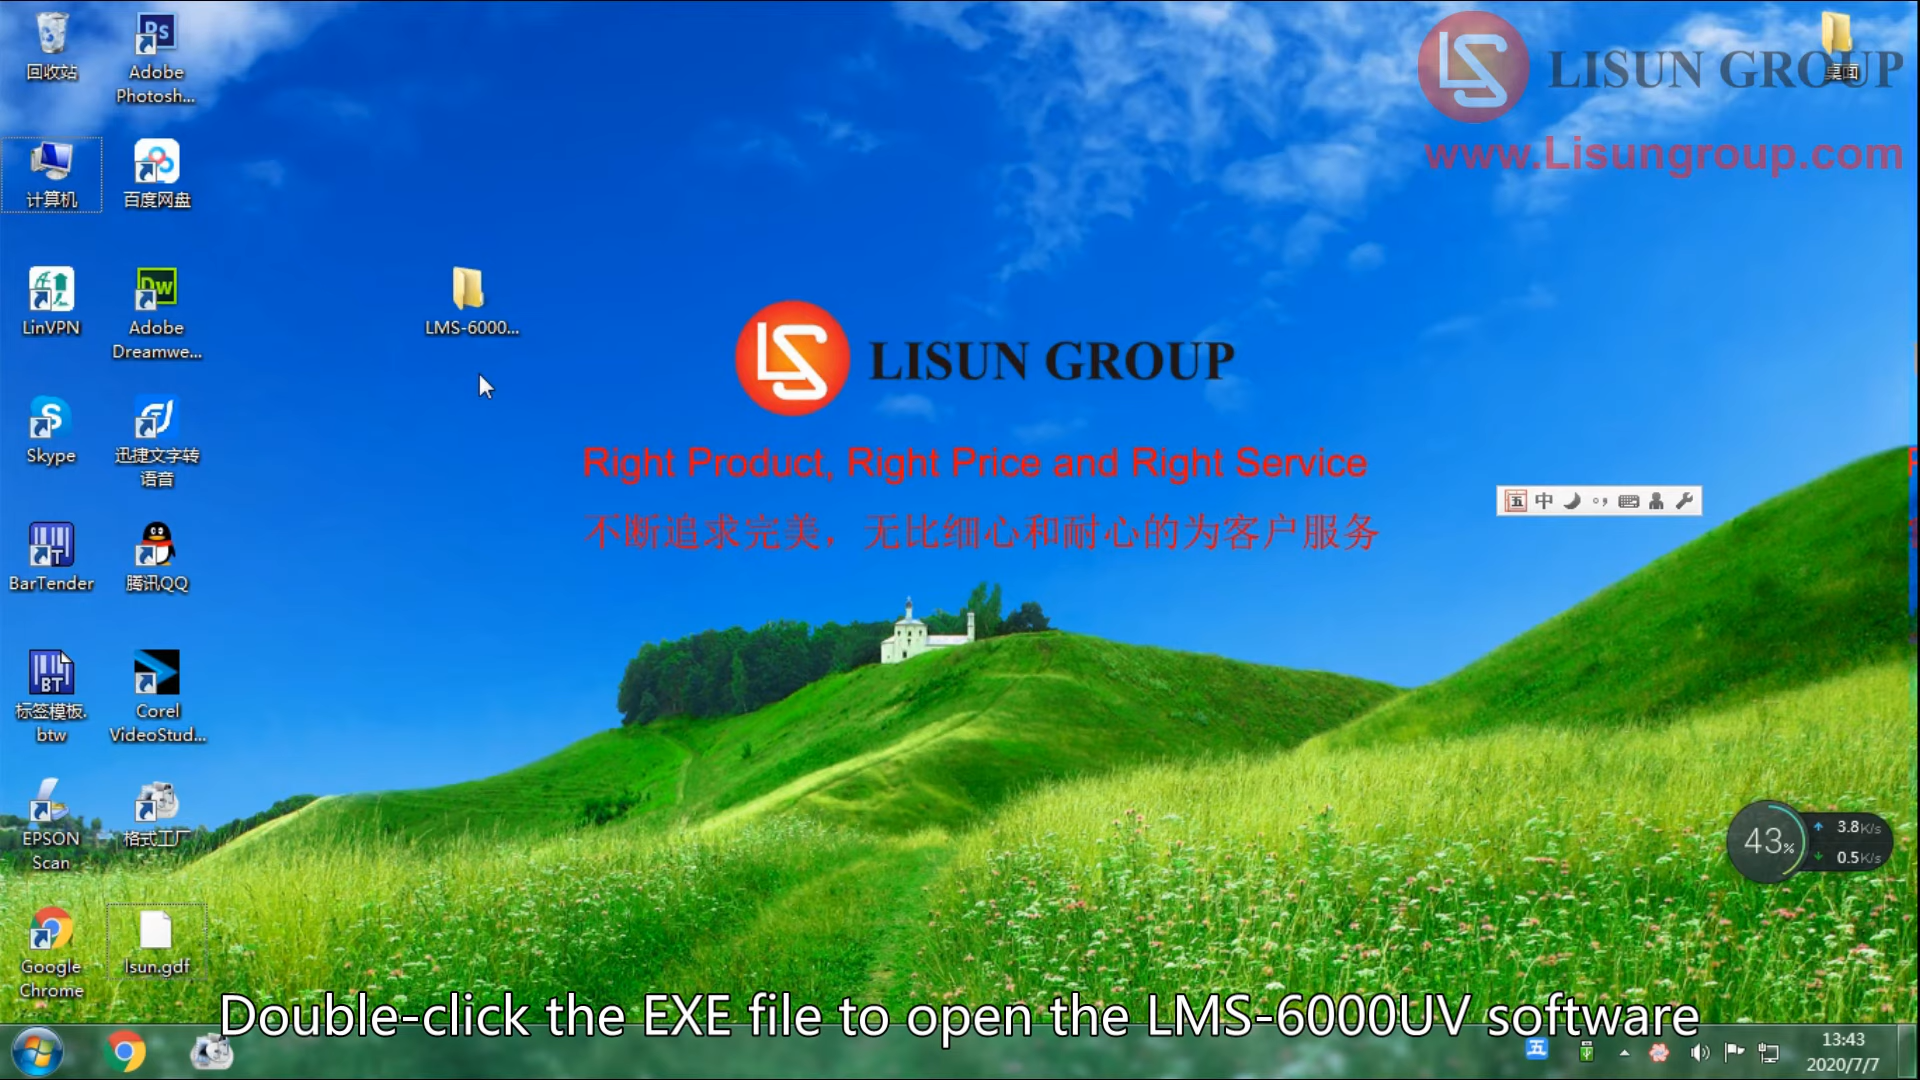 回收站
Adobe
Photosh...
计算机
百度网盘
LinVPN
Adobe
Dreamwe...
Skype
迅捷文字转
语音
BarTender
腾讯QQ
标签模板.
btw
Corel
VideoStud...
EPSON
Scan
格式工厂
Google
Chrome
lsun.gdf
LMS-6000...
LISUN GROUP
www.Lisungroup.com
桌面
LISUN GROUP
Right Product, Right Price and Right Service
不断追求完美，无比细心和耐心的为客户服务
五 中
43%
3.8K/s
0.5K/s
Double-click the EXE file to open the LMS-6000UV software
五
13:43
2020/7/7